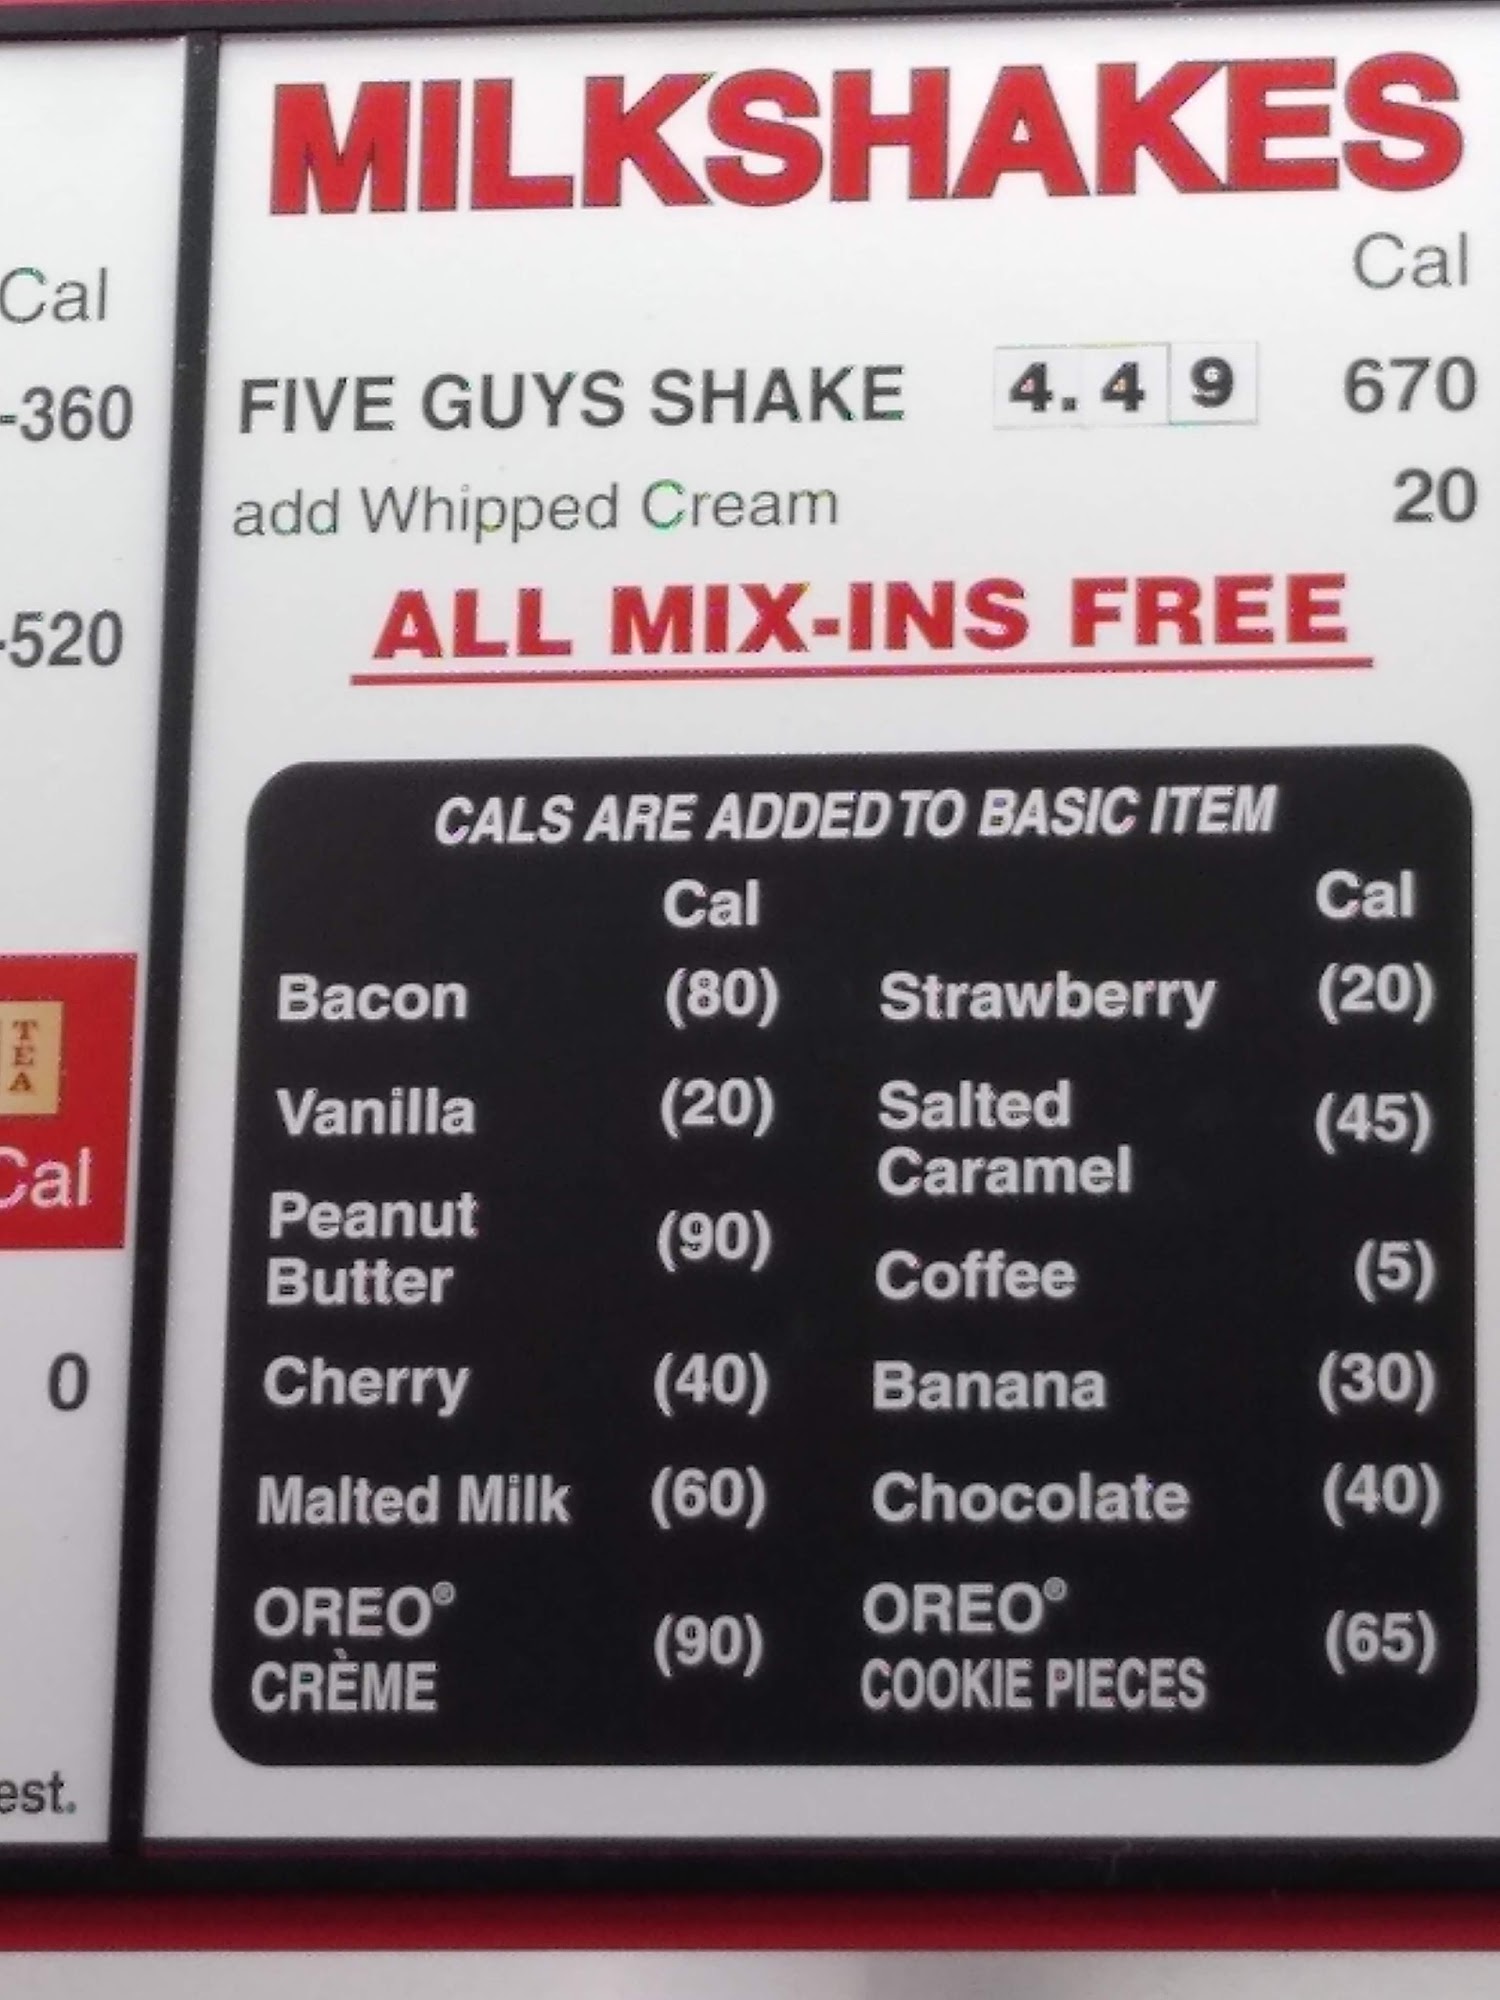 MILKSHAKES
Cal
FIVE GUYS SHAKE 4.49 670
add Whipped Cream 20
ALL MIX-INS FREE
CALS ARE ADDED TO BASIC ITEM
Cal Cal
Bacon (80) Strawberry (20)
Vanilla (20) Salted
Caramel (45)
Peanut
Butter (90) Coffee (5)
Cherry (40) Banana (30)
Malted Milk (60) Chocolate (40)
OREO®
CRÈME (90)
OREO®
COOKIE PIECES (65)
Cal
-360
-520
TEA
Cal
0
est.